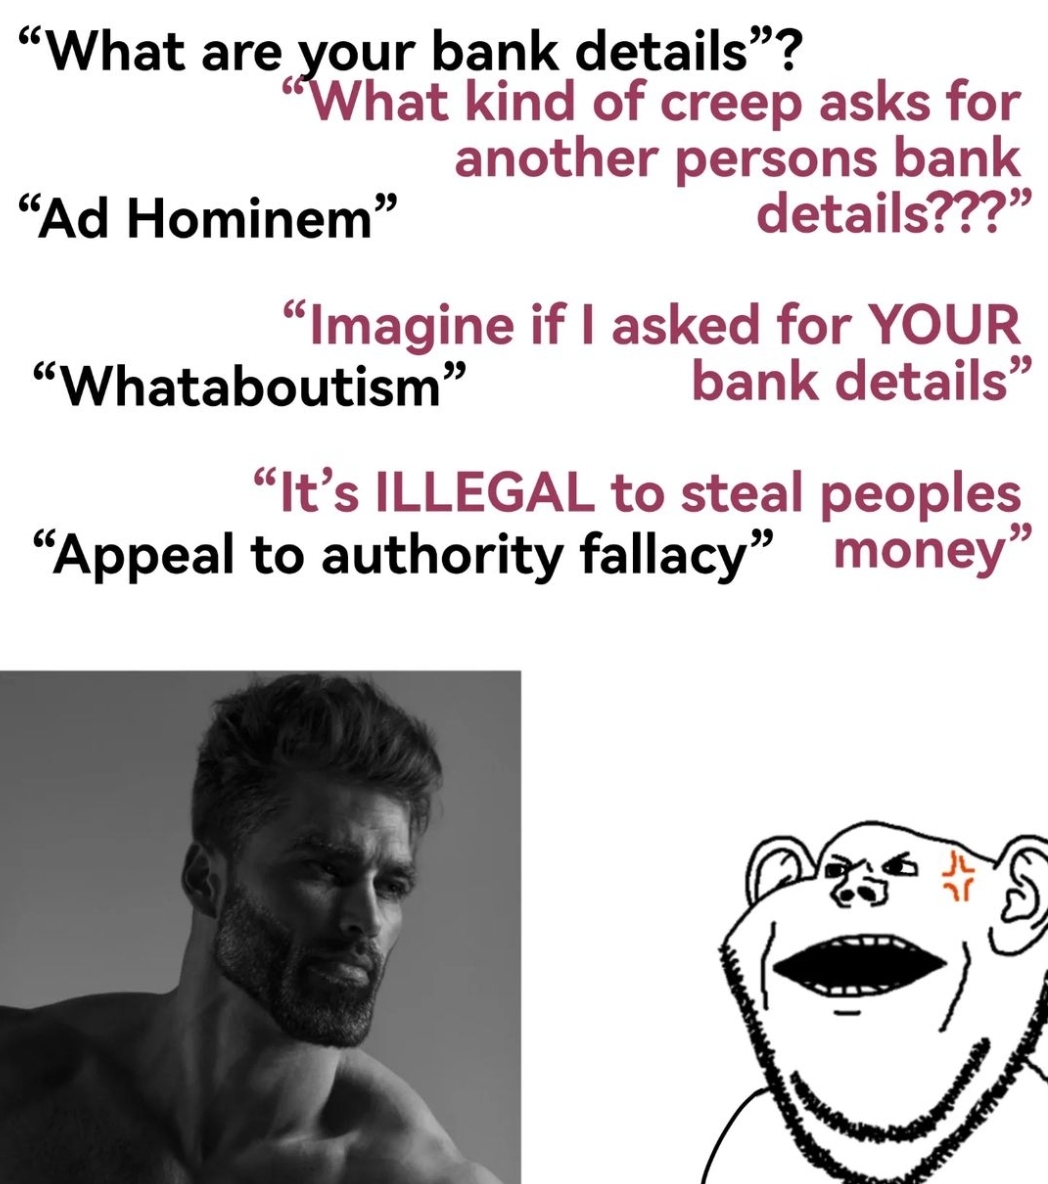 “What are your bank details”?
“What kind of creep asks for
another persons bank
details???”
“Ad Hominem”
“Imagine if I asked for YOUR
bank details”
“Whataboutism”
“It’s ILLEGAL to steal peoples
money”
“Appeal to authority fallacy”